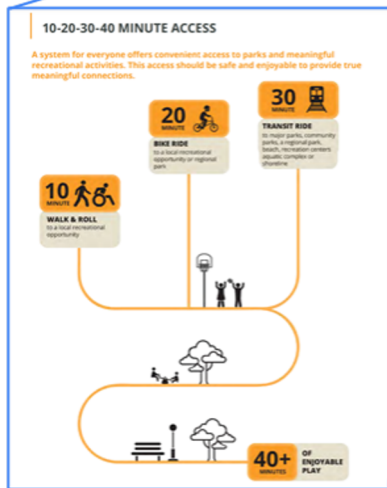 10-20-30-40 MINUTE ACCESS
A system for everyone offers convenient access to parks and meaningful
recreational activities. This access should be safe and enjoyable to provide true
meaningful connections.
30
MINUTE
TRANSIT RIDE
to major parks, community
parks, a regional park,
beach, recreation centers
aquatic complex or
shoreline
20
MINUTE
BIKE RIDE
to a local recreational
opportunity or regional
park
10
MINUTE
WALK & ROLL
to a local recreational
opportunity
40+
MINUTES
OF
ENJOYABLE
PLAY